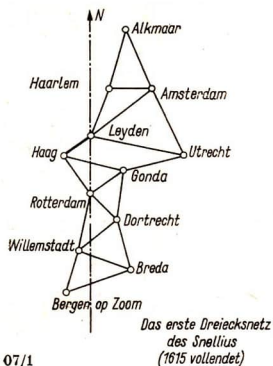 N
Alkmaar
Haarlem
Amsterdam
Leyden
Haag
Utrecht
Gonda
Rotterdam
Dortrecht
Willemstadt
Breda
Bergen op Zoom
Das erste Dreiecksnetz
des Snellius
07/1 (1615 vollendet)